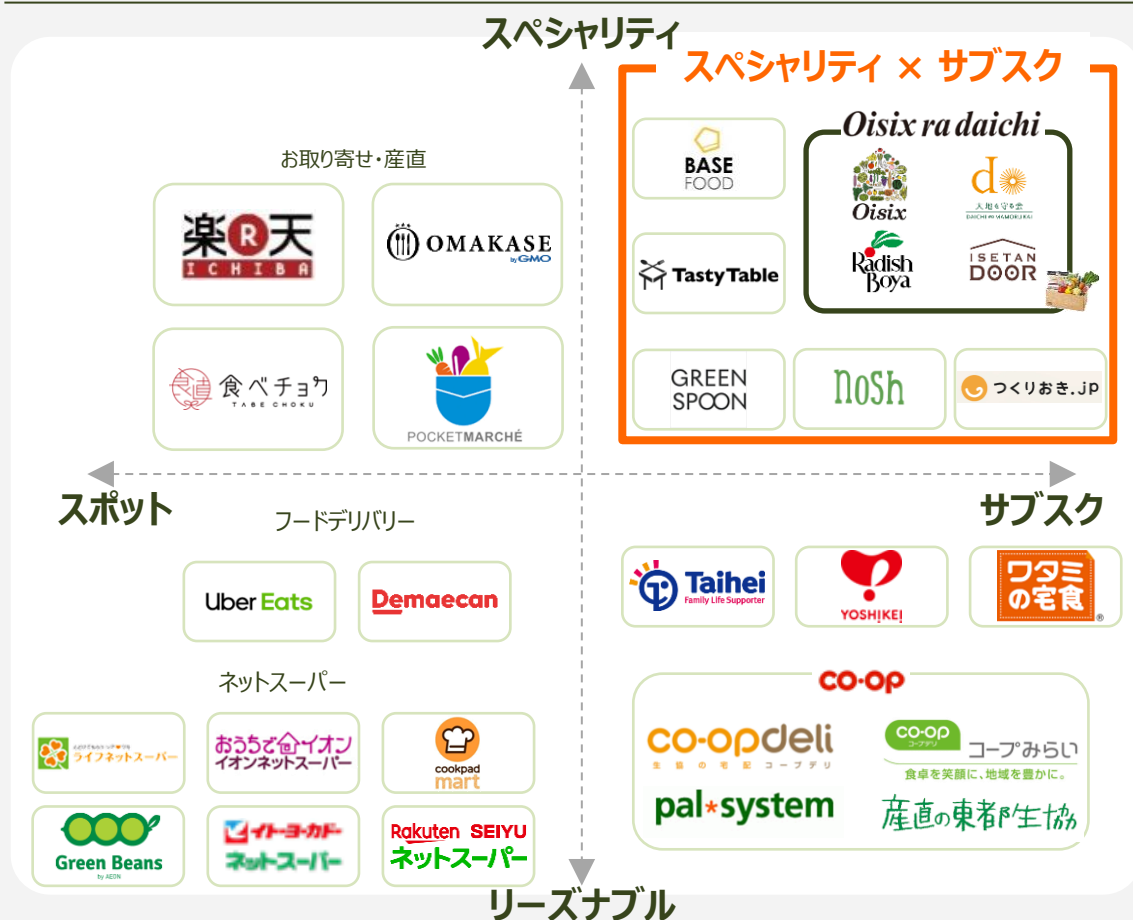 スペシャリティ
スペシャリティ × サブスク
お取り寄せ・産直
楽R天
ICHIBA
OMAKASE
by GMO
食直
食べチョク
TABE CHOKU
POCKETMARCHÉ
BASE
FOOD
Oisix ra daichi
Oisix
do
大地を守る会
DAICHI WO MAMORU KAI
Radish
Boya
ISETAN
DOOR
Tasty Table
GREEN
SPOON
nosh
つくりおき.jp
スポット
サブスク
フードデリバリー
Uber Eats
Demaecan
ネットスーパー
ライフネットスーパー
おうちでイオン
イオンネットスーパー
cookpad
mart
Green Beans
by AEON
イトーヨーカドー
ネットスーパー
Rakuten SEIYU
ネットスーパー
Taihei
Family Life Supporter
YOSHIKEI
ワタミ
の宅食
®
co·op
co-opdeli
生協の宅配コープデリ
co·op
コープデリ
コープみらい
食卓を笑顔に、地域を豊かに。
pal*system
産直の東都生協
リーズナブル